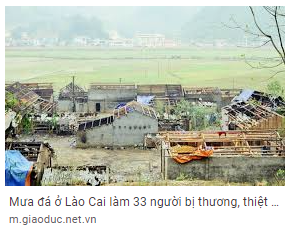 Mưa đá ở Lào Cai làm 33 người bị thương, thiệt ...
m.giaoduc.net.vn